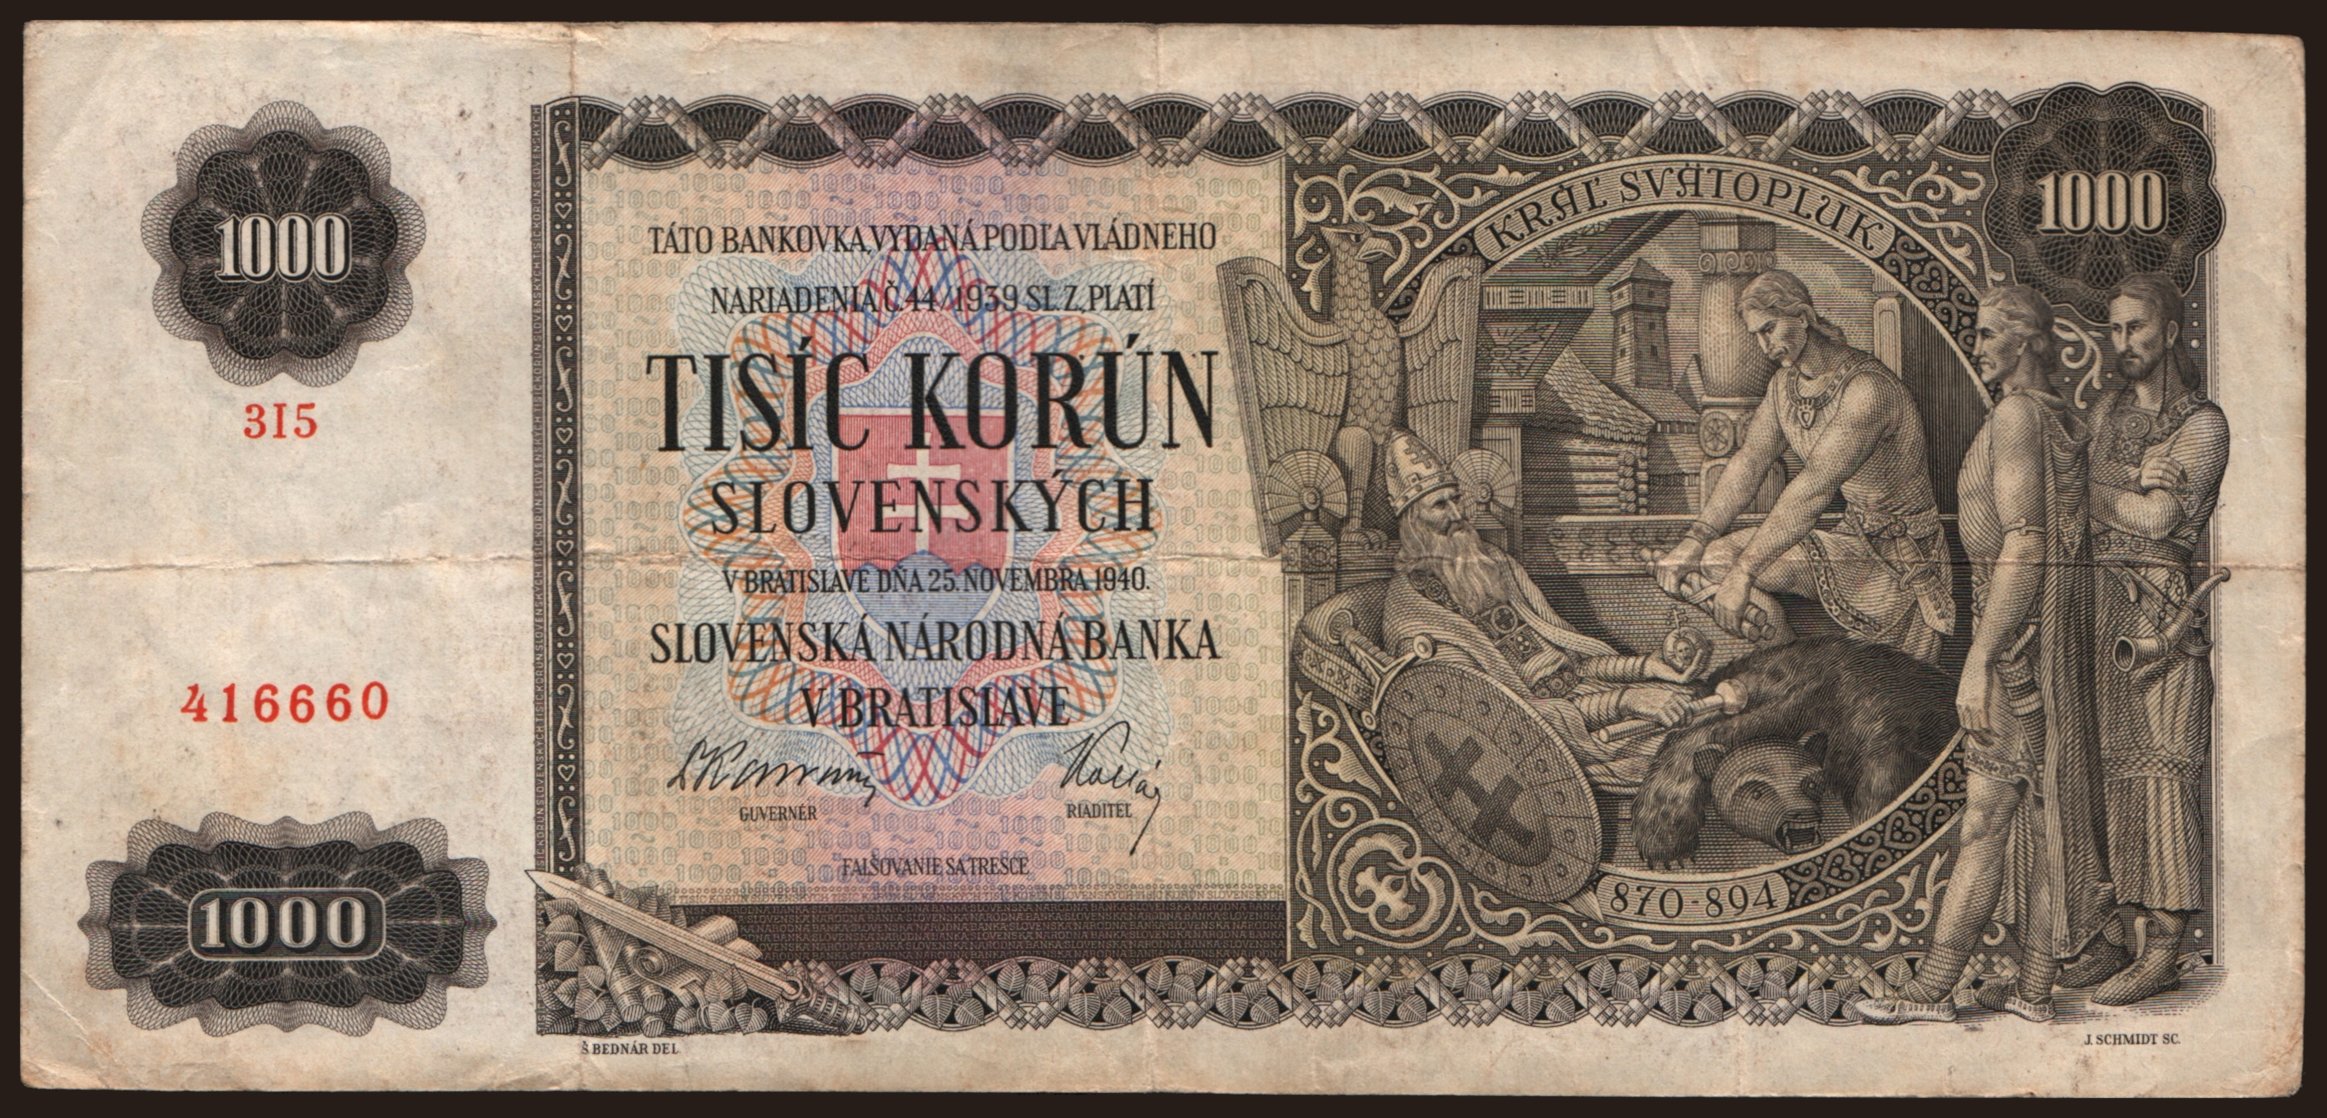 1000
315
416660
1000
TÁTO BANKOVKA, VYDANÁ PODĽA VLÁDNEHO
NARIADENIA Č. 44/1939 SL. Z., PLATÍ
TISÍC KORÚN
SLOVENSKÝCH
V BRATISLAVE DŇA 25. NOVEMBRA 1940.
SLOVENSKÁ NÁRODNÁ BANKA
V BRATISLAVE
GUVERNÉR
RIADITEĽ
FALŠOVANIE SA TRESCE
KRÁĽ SVÄTOPLUK
1000
870-894
Š. BEDNÁR DEL.
J. SCHMIDT SC.